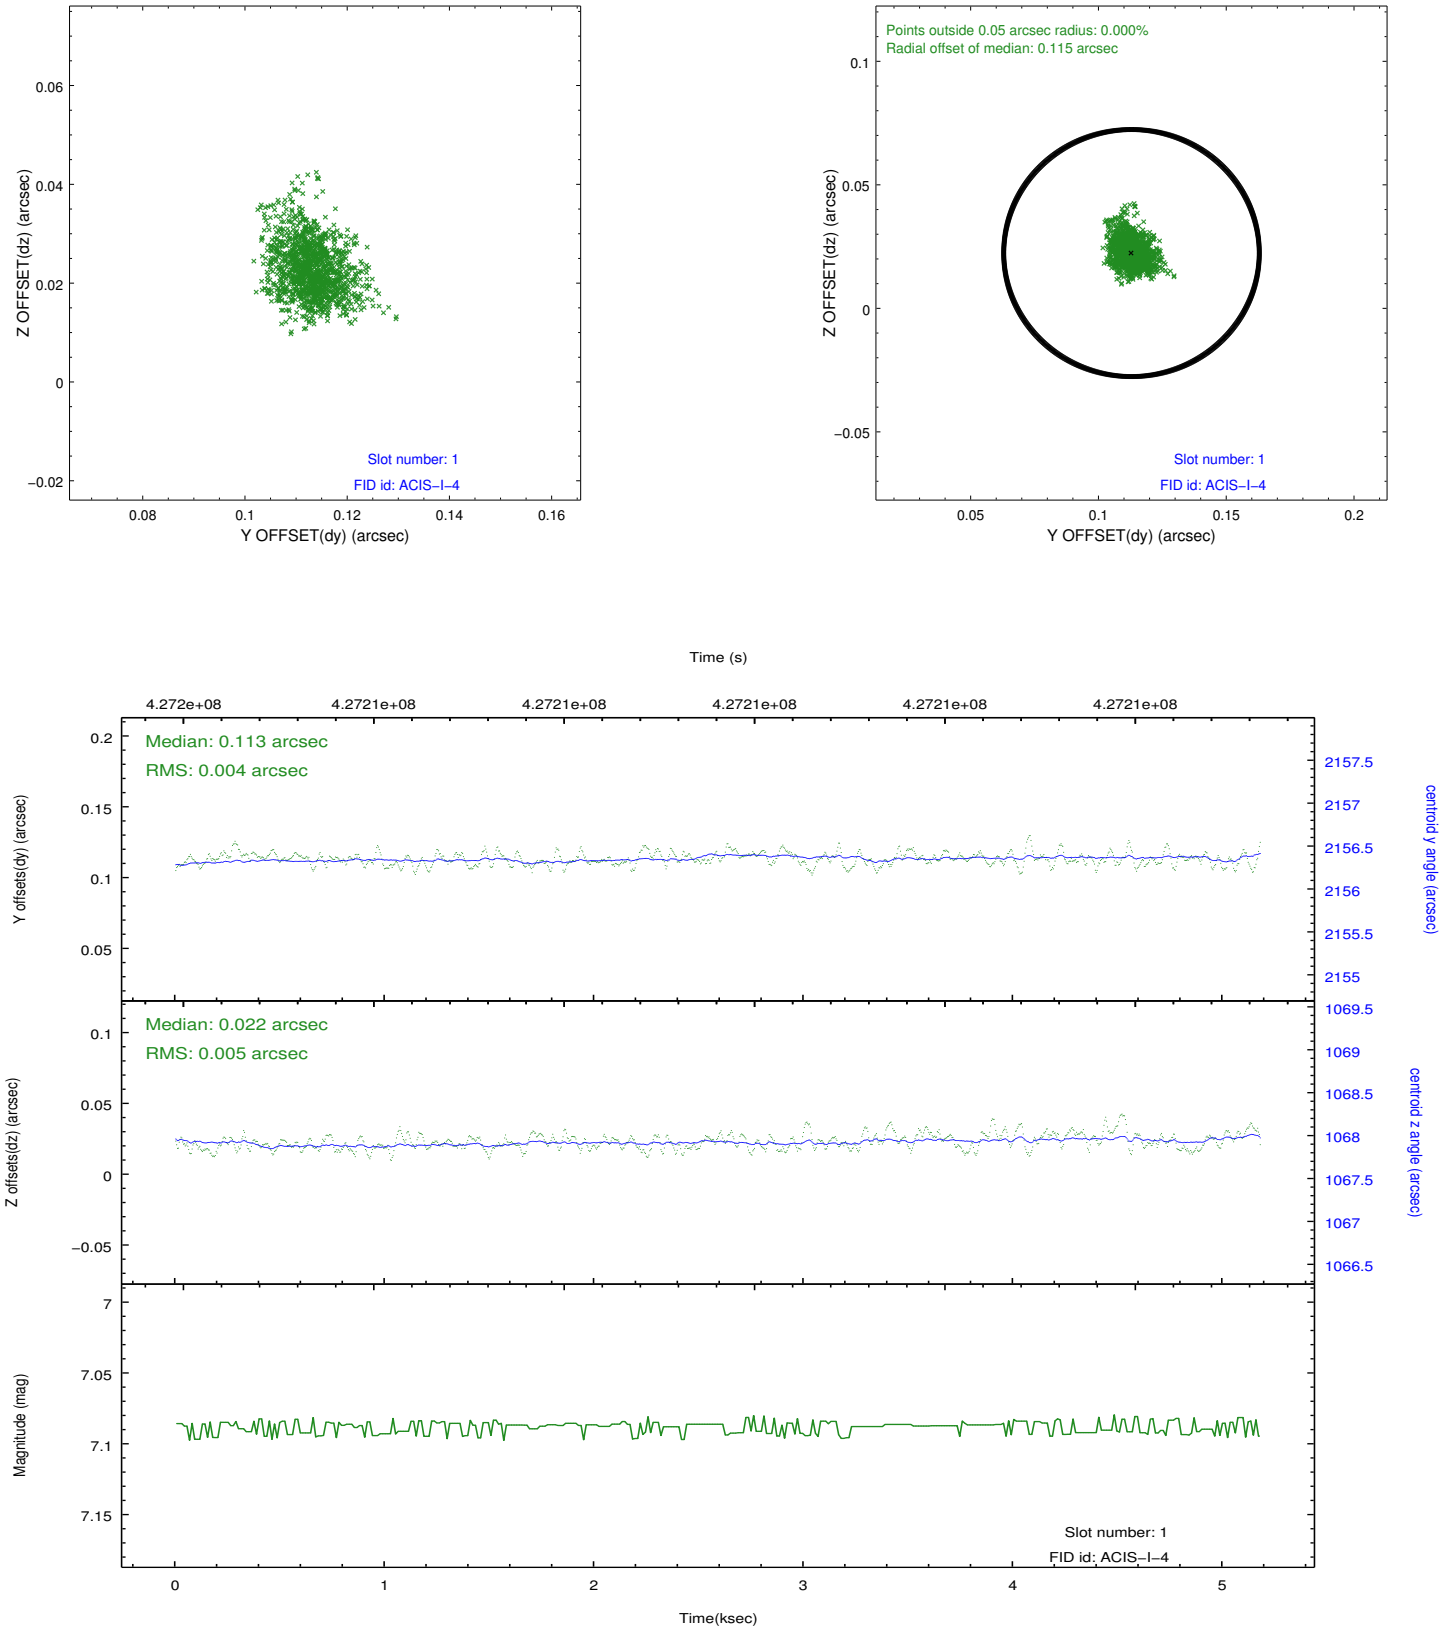 0.06
0.04
0.02
0
−0.02
Z OFFSET(dz) (arcsec)
Slot number: 1
FID id: ACIS−I−4
0.08
0.1
0.12
0.14
0.16
Y OFFSET(dy) (arcsec)
Points outside 0.05 arcsec radius: 0.000%
Radial offset of median: 0.115 arcsec
0.1
0.05
0
−0.05
Z OFFSET(dz) (arcsec)
Slot number: 1
FID id: ACIS−I−4
0.05
0.1
0.15
0.2
Y OFFSET(dy) (arcsec)
Time (s)
4.272e+08
4.2721e+08
4.2721e+08
4.2721e+08
4.2721e+08
4.2721e+08
Median: 0.113 arcsec
RMS: 0.004 arcsec
0.2
0.15
0.1
0.05
Y offsets(dy) (arcsec)
2157.5
2157
2156.5
2156
2155.5
2155
centroid y angle (arcsec)
Median: 0.022 arcsec
RMS: 0.005 arcsec
0.1
0.05
0
−0.05
Z offsets(dz) (arcsec)
1069.5
1069
1068.5
1068
1067.5
1067
1066.5
centroid z angle (arcsec)
7
7.05
7.1
7.15
Magnitude (mag)
Slot number: 1
FID id: ACIS−I−4
0
1
2
3
4
5
Time(ksec)